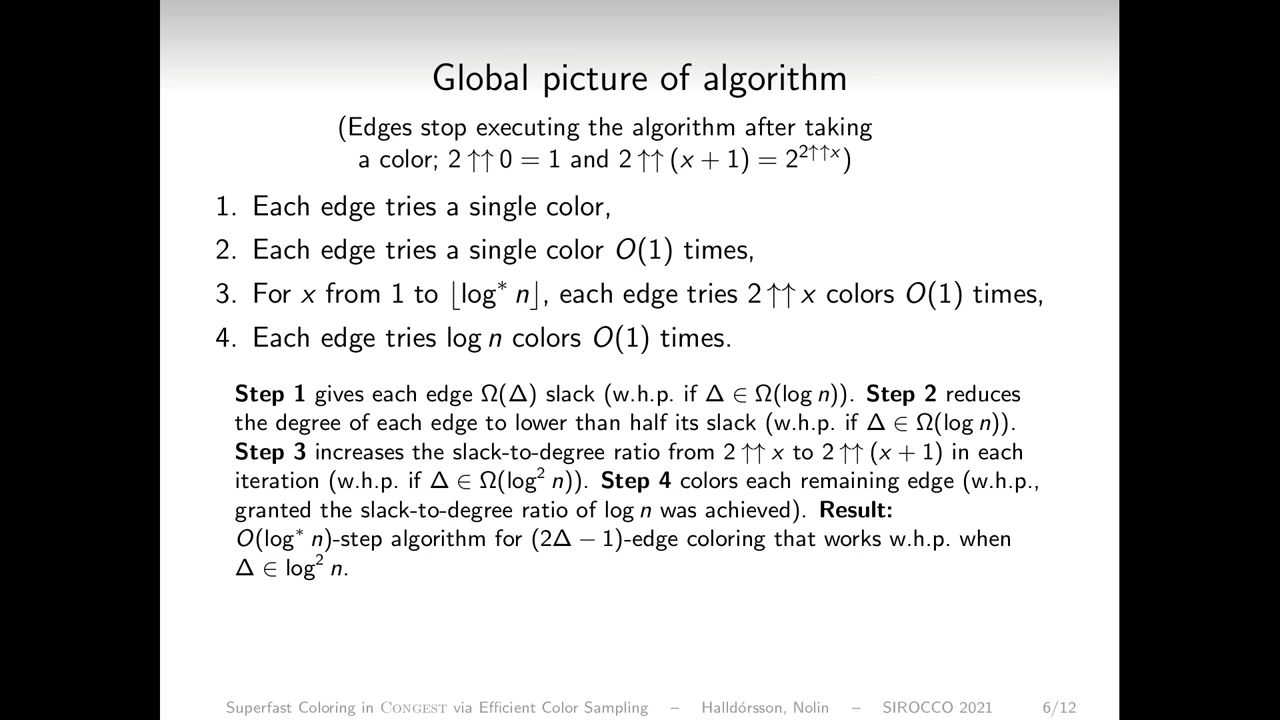 Global picture of algorithm
(Edges stop executing the algorithm after taking
a color; 2 ↑↑ 0 = 1 and 2 ↑↑ (x + 1) = 2^{2↑↑x})
1. Each edge tries a single color,
2. Each edge tries a single color O(1) times,
3. For x from 1 to ⌊log* n⌋, each edge tries 2 ↑↑ x colors O(1) times,
4. Each edge tries log n colors O(1) times.
Step 1 gives each edge Ω(Δ) slack (w.h.p. if Δ ∈ Ω(log n)). Step 2 reduces
the degree of each edge to lower than half its slack (w.h.p. if Δ ∈ Ω(log n)).
Step 3 increases the slack-to-degree ratio from 2 ↑↑ x to 2 ↑↑ (x + 1) in each
iteration (w.h.p. if Δ ∈ Ω(log² n)). Step 4 colors each remaining edge (w.h.p.,
granted the slack-to-degree ratio of log n was achieved). Result:
O(log* n)-step algorithm for (2Δ − 1)-edge coloring that works w.h.p. when
Δ ∈ log² n.
Superfast Coloring in CONGEST via Efficient Color Sampling – Halldórsson, Nolin – SIROCCO 2021 6/12